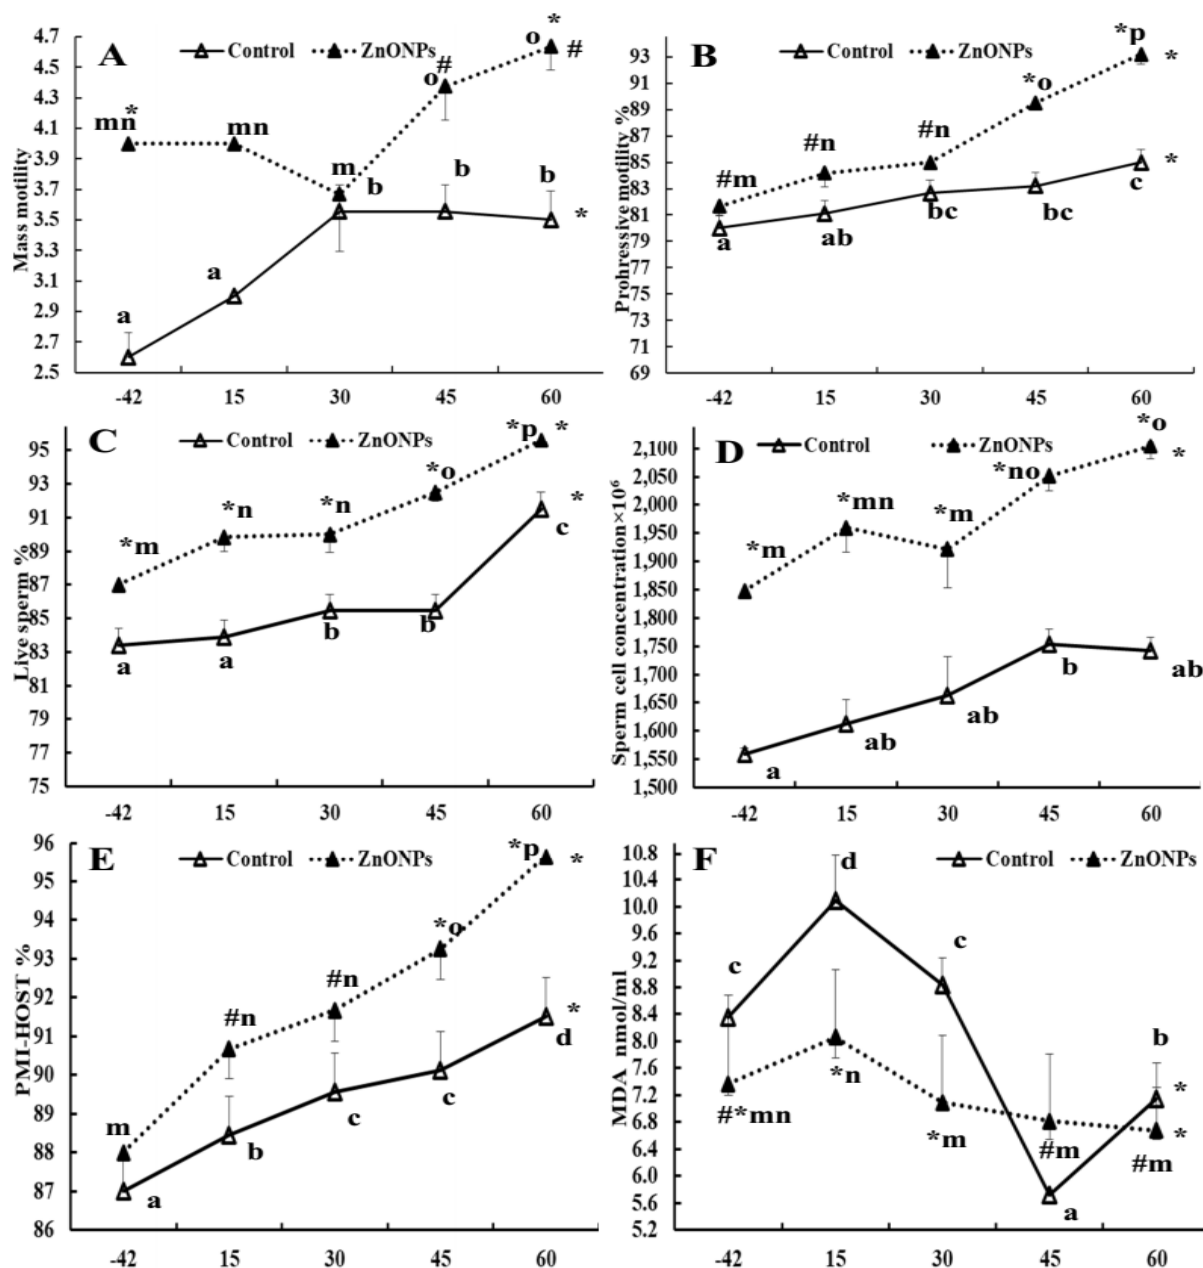 A
Control
ZnONPs
Mass motility
4.7
4.5
4.3
4.1
3.9
3.7
3.5
3.3
3.1
2.9
2.7
2.5
mn
*
mn
m
o
#
o
*
#
a
a
b
b
b
*
-42 15 30 45 60
B
Control
ZnONPs
Prohressive motility %
93
91
89
87
85
83
81
79
77
75
73
71
69
#m
#n
#n
*o
*p
*
a
ab
bc
bc
c
*
-42 15 30 45 60
C
Control
ZnONPs
Live sperm %
95
93
91
89
87
85
83
81
79
77
75
*m
*n
*n
*o
*p
*
a
a
b
b
c
*
-42 15 30 45 60
D
Control
ZnONPs
Sperm cell concentration×10⁶
2,100
2,050
2,000
1,950
1,900
1,850
1,800
1,750
1,700
1,650
1,600
1,550
1,500
*m
*mn
*m
*no
*o
*
a
ab
ab
b
ab
-42 15 30 45 60
E
Control
ZnONPs
PMI-HOST %
96
95
94
93
92
91
90
89
88
87
86
m
#n
#n
*o
*p
*
a
b
c
c
d
*
-42 15 30 45 60
F
Control
ZnONPs
MDA nmol/ml
10.8
10.4
10.0
9.6
9.2
8.8
8.4
8.0
7.6
7.2
6.8
6.4
6.0
5.6
5.2
c
d
c
a
b
*
#*mn
*n
*m
#m
#m
*
-42 15 30 45 60